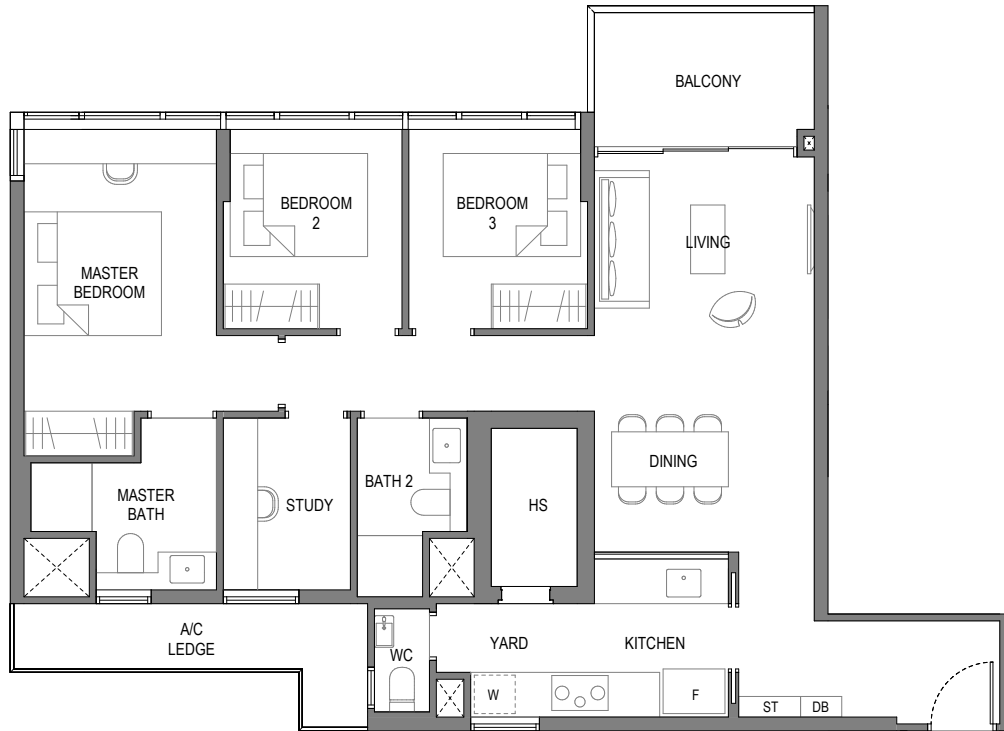 BALCONY
BEDROOM
2
BEDROOM
3
LIVING
MASTER
BEDROOM
DINING
BATH 2
MASTER
BATH
STUDY
HS
A/C
LEDGE
WC
YARD
KITCHEN
W
F
ST
DB